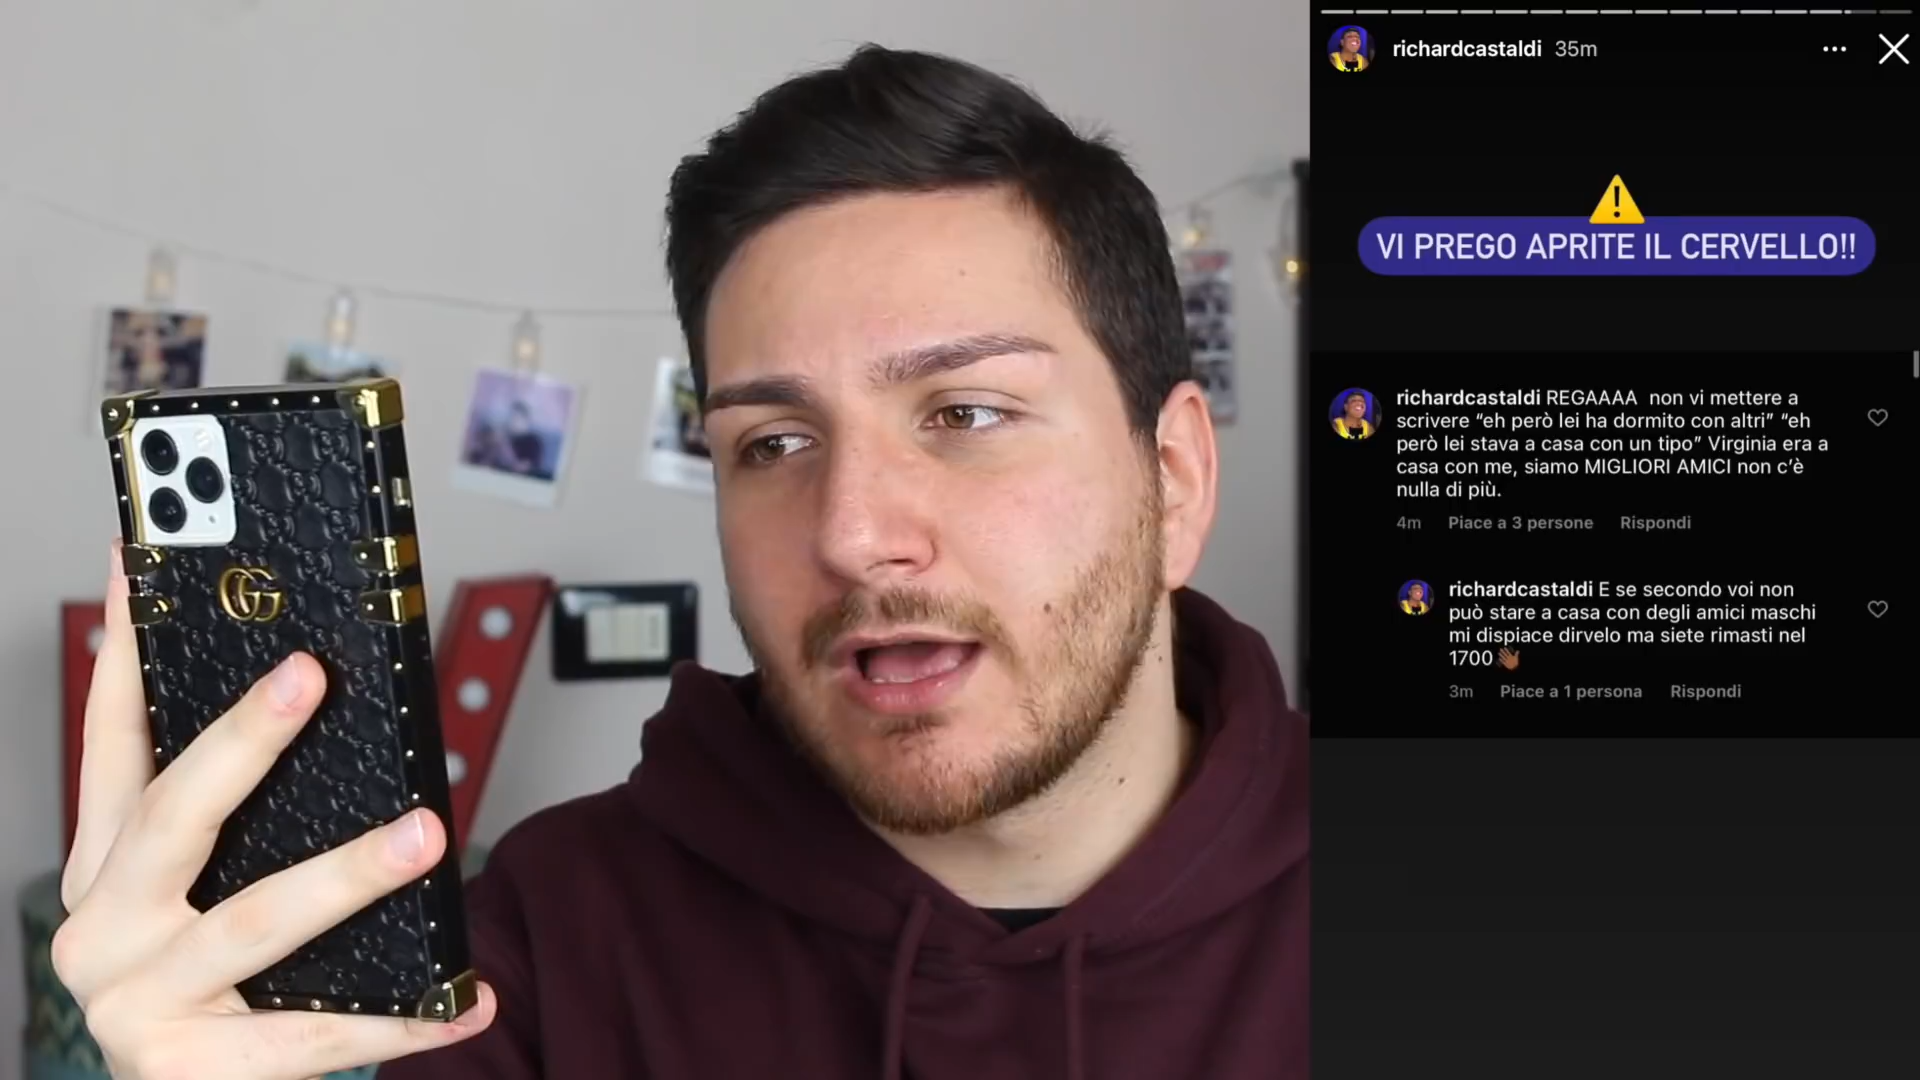 richardcastaldi 35m
VI PREGO APRITE IL CERVELLO!!
richardcastaldi REGAAAA non vi mettere a
scrivere “eh però lei ha dormito con altri” “eh
però lei stava a casa con un tipo” Virginia era a
casa con me, siamo MIGLIORI AMICI non c’è
nulla di più.
4m Piace a 3 persone Rispondi
richardcastaldi E se secondo voi non
può stare a casa con degli amici maschi
mi dispiace dirvelo ma siete rimasti nel
1700👋🏾
3m Piace a 1 persona Rispondi
GG